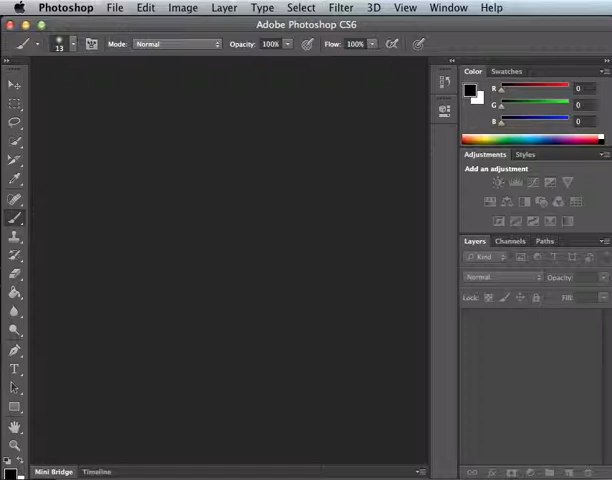 Photoshop File Edit Image Layer Type Select Filter 3D View Window Help
Adobe Photoshop CS6
13 Mode: Normal Opacity: 100% Flow: 100%
Color Swatches
R 0
G 0
B 0
Adjustments Styles
Add an adjustment
Layers Channels Paths
Kind
Normal Opacity:
Lock: Fill:
Mini Bridge Timeline